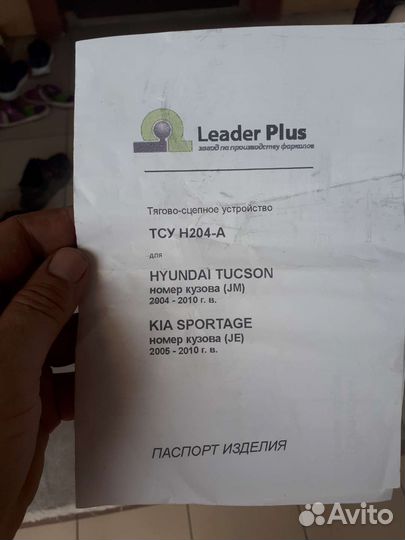 Leader Plus
завод по производству фаркопов
Тягово-сцепное устройство
ТСУ H204-A
для
HYUNDAI TUCSON
номер кузова (JM)
2004 - 2010 г. в.
KIA SPORTAGE
номер кузова (JE)
2005 - 2010 г. в.
ПАСПОРТ ИЗДЕЛИЯ
Avito